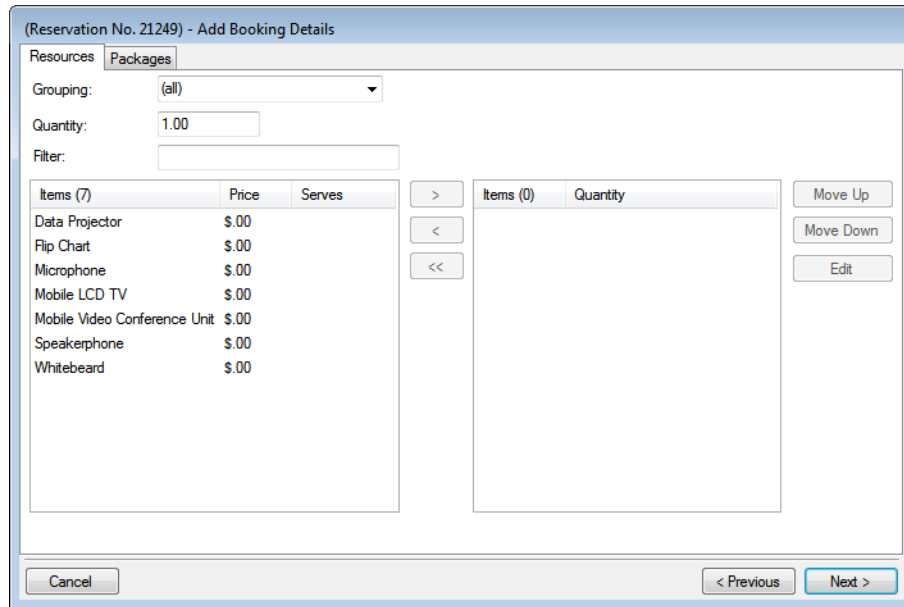 (Reservation No. 21249) - Add Booking Details
Resources Packages
Grouping: (all)
Quantity: 1.00
Filter:
Items (7) Price Serves > Items (0) Quantity Move Up
Data Projector $.00 < Move Down
Flip Chart $.00
Microphone $.00 << Edit
Mobile LCD TV $.00
Mobile Video Conference Unit $.00
Speakerphone $.00
Whitebeard $.00
Cancel < Previous Next >